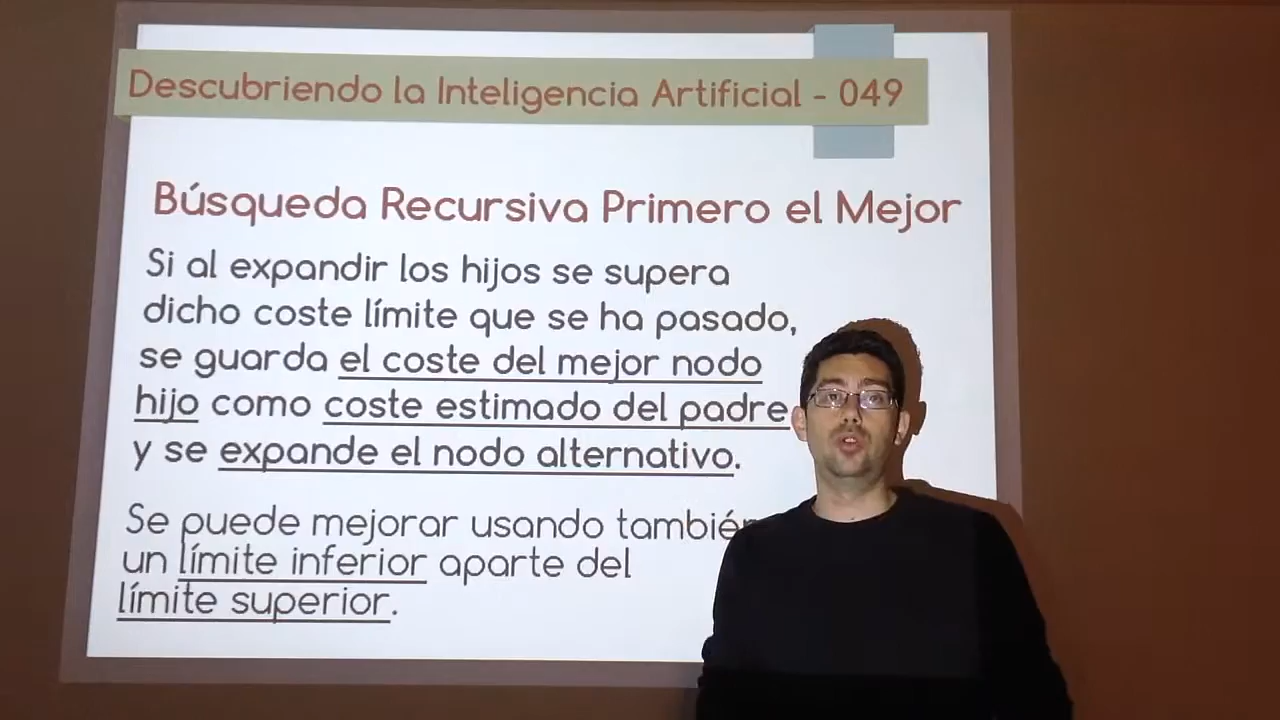 Descubriendo la Inteligencia Artificial - 049
Búsqueda Recursiva Primero el Mejor
Si al expandir los hijos se supera
dicho coste límite que se ha pasado,
se guarda el coste del mejor nodo
hijo como coste estimado del padre
y se expande el nodo alternativo.
Se puede mejorar usando también
un límite inferior aparte del
límite superior.